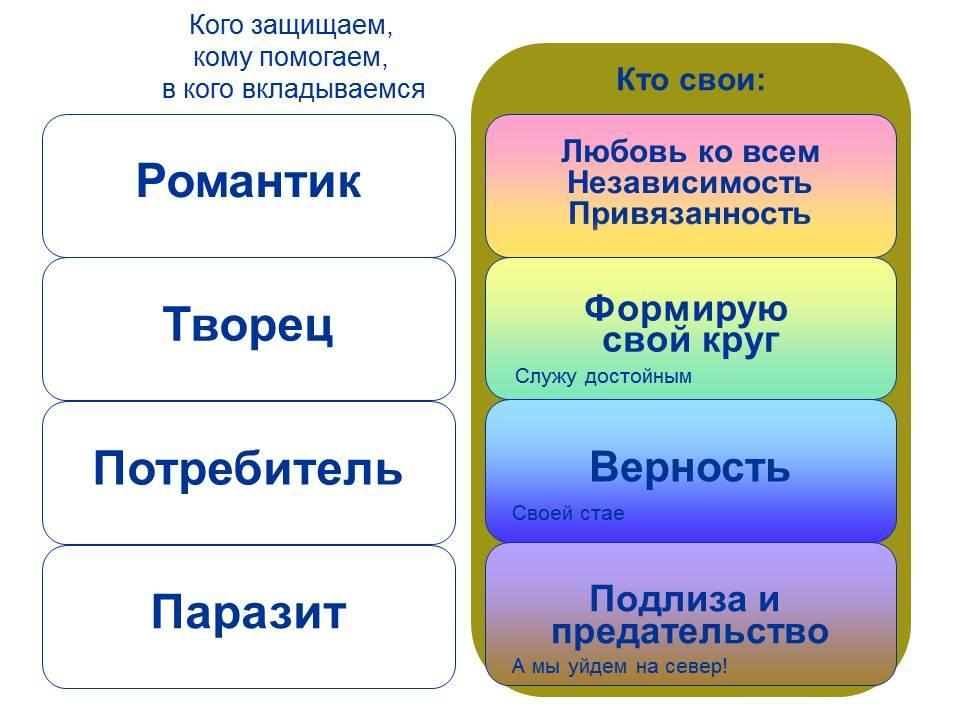 Кого защищаем,
кому помогаем,
в кого вкладываемся
Кто свои:
Романтик
Любовь ко всем
Независимость
Привязанность
Творец
Формирую
свой круг
Служу достойным
Потребитель
Верность
Своей стае
Паразит
Подлиза и
предательство
А мы уйдем на север!